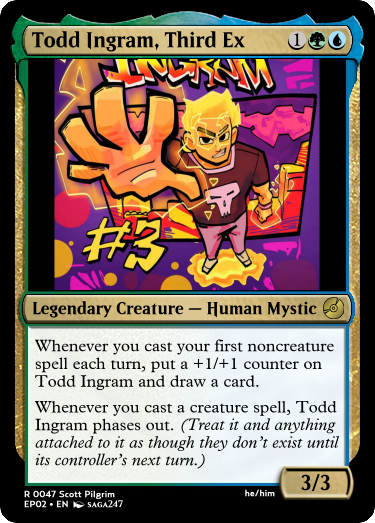 Todd Ingram, Third Ex 1
INGRAM
#3
Legendary Creature — Human Mystic
Whenever you cast your first noncreature
spell each turn, put a +1/+1 counter on
Todd Ingram and draw a card.
Whenever you cast a creature spell, Todd
Ingram phases out. (Treat it and anything
attached to it as though they don't exist until
its controller's next turn.)
3/3
R 0047 Scott Pilgrim he/him
EP02 • EN SAGA247